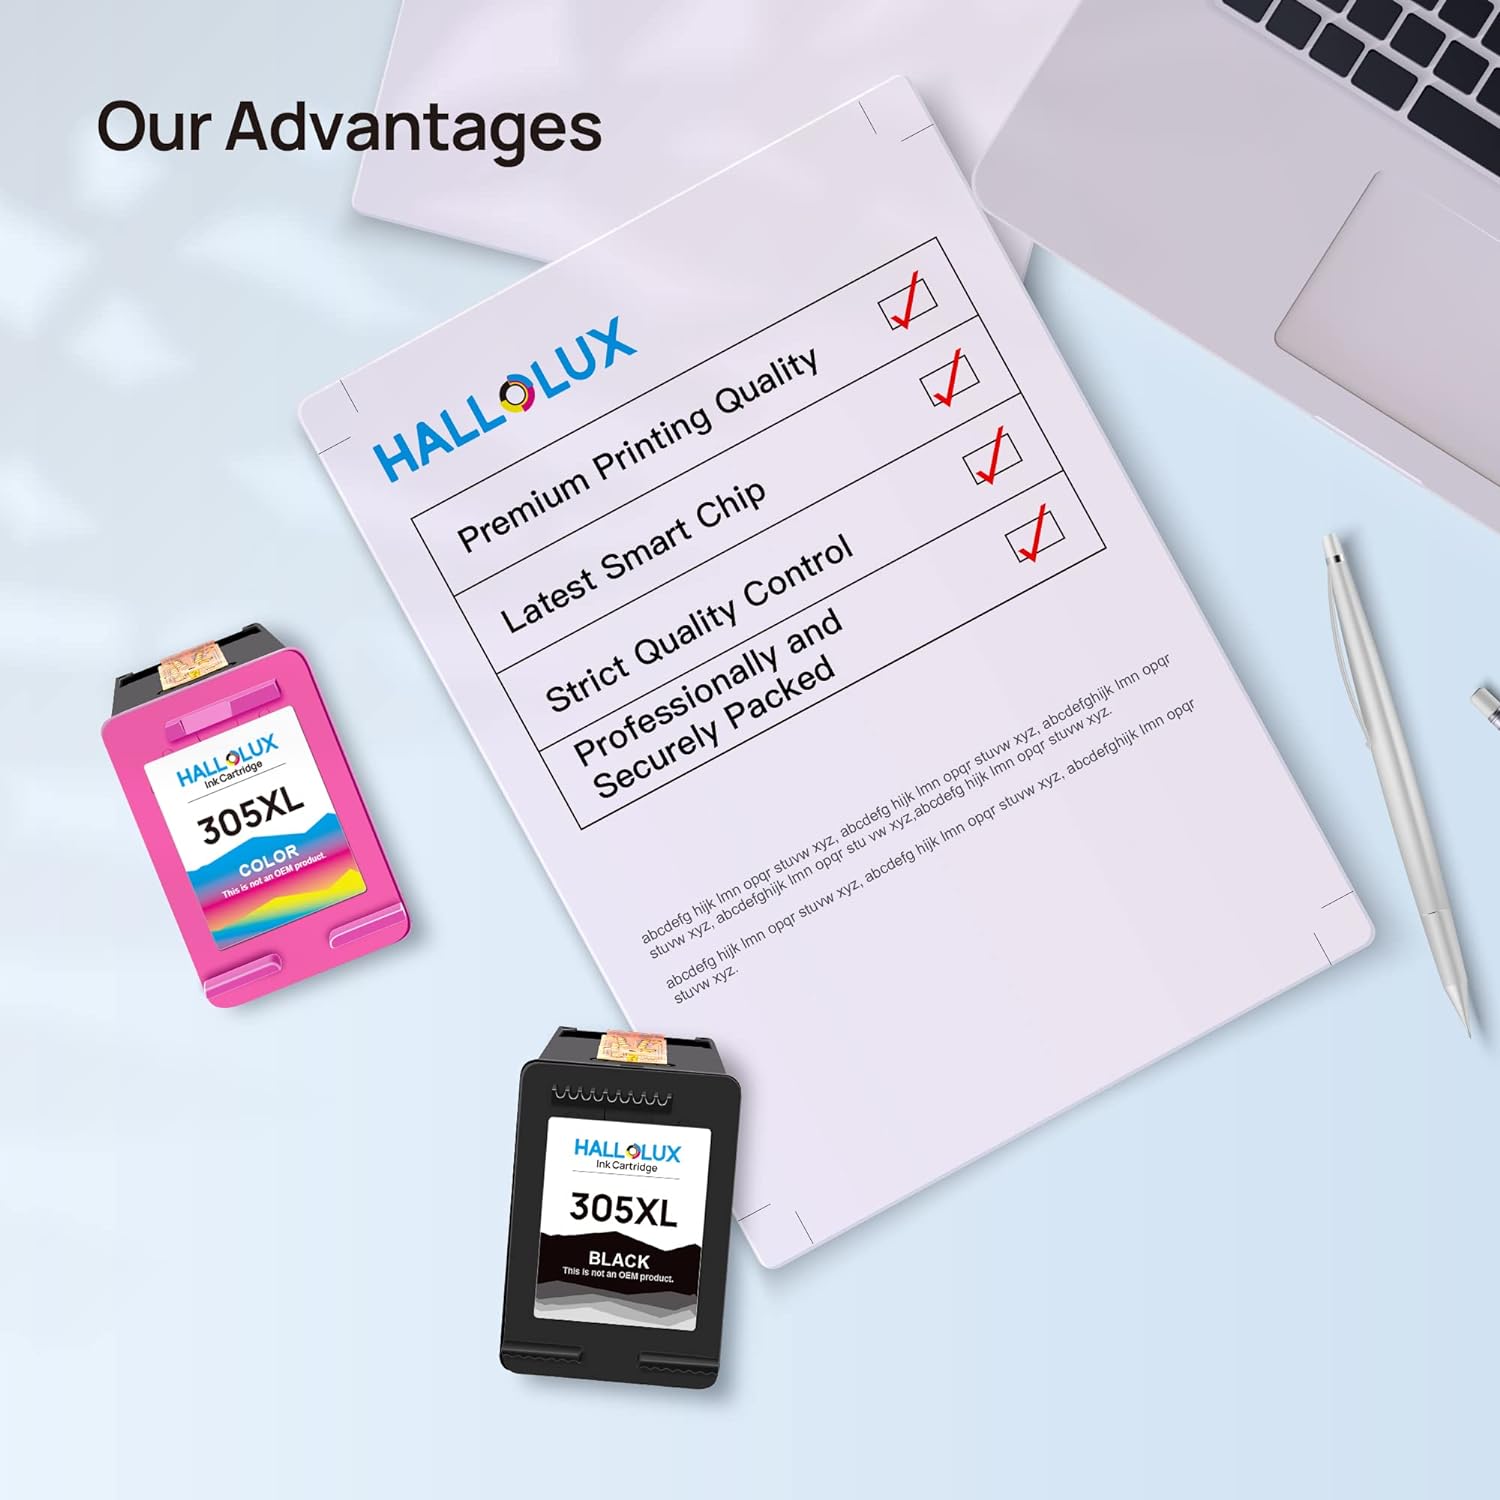 Our Advantages
HALLOLUX
Premium Printing Quality
Latest Smart Chip
Strict Quality Control
Professionally and
Securely Packed
abcdefg hijk lmn opqr stuvw xyz, abcdefg hijk lmn opqr stuvw xyz, abcdefghijk lmn opqr
stuvw xyz, abcdefghijk lmn opqr stu vw xyz,abcdefg hijk lmn opqr stuvw xyz.
abcdefg hijk lmn opqr stuvw xyz, abcdefg hijk lmn opqr stuvw xyz, abcdefghijk lmn opqr
stuvw xyz.
HALLOLUX
Ink Cartridge
305XL
COLOR
This is not an OEM product.
HALLOLUX
Ink Cartridge
305XL
BLACK
This is not an OEM product.